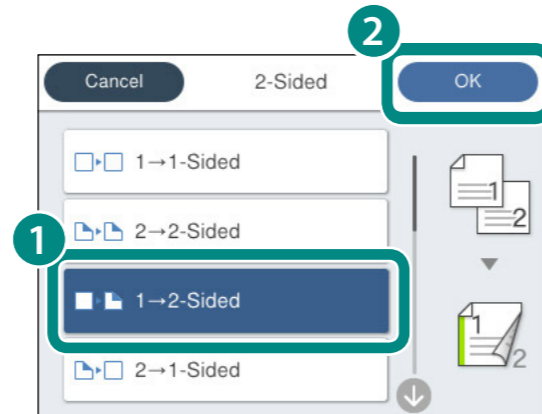 2
Cancel 2-Sided OK
1→1-Sided
1
2
1 2→2-Sided
1→2-Sided
1
2
2→1-Sided